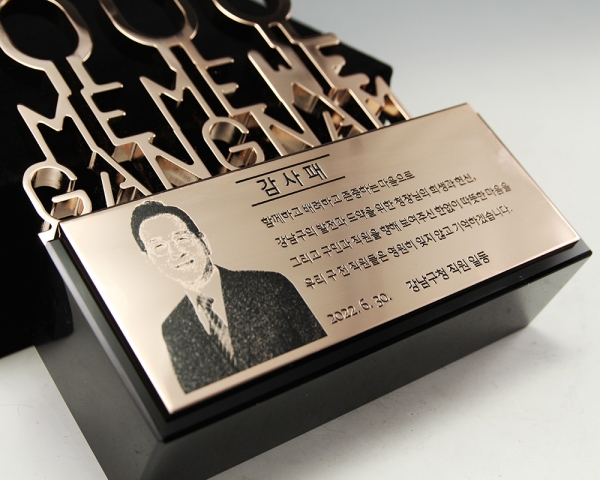 ME ME WE
GANGNAM
감사패
함께하고 배려하고 존중하는 마음으로
강남구의 발전과 도약을 위한 청장님의 희생과 헌신,
그리고 구민과 직원을 향해 보여주신 한없이 따뜻한 마음을
우리 구 전 직원들은 영원히 잊지 않고 기억하겠습니다.
2022. 6. 30.
강남구청 직원 일동